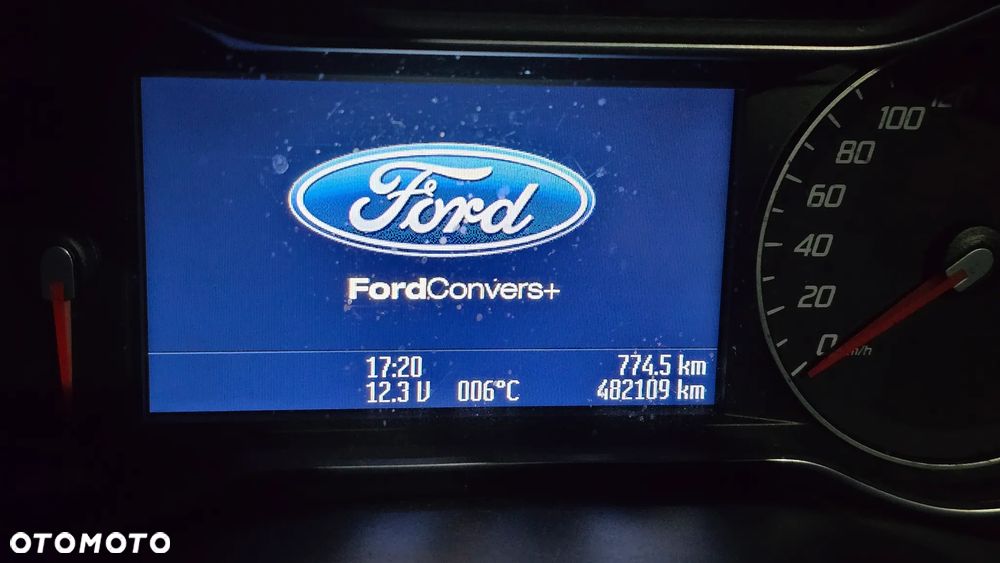 Ford
FordConvers+
17:20 774.5 km
12.3 V 006°C 482109 km
100
80
60
40
20
0 km/h
OTOMOTO